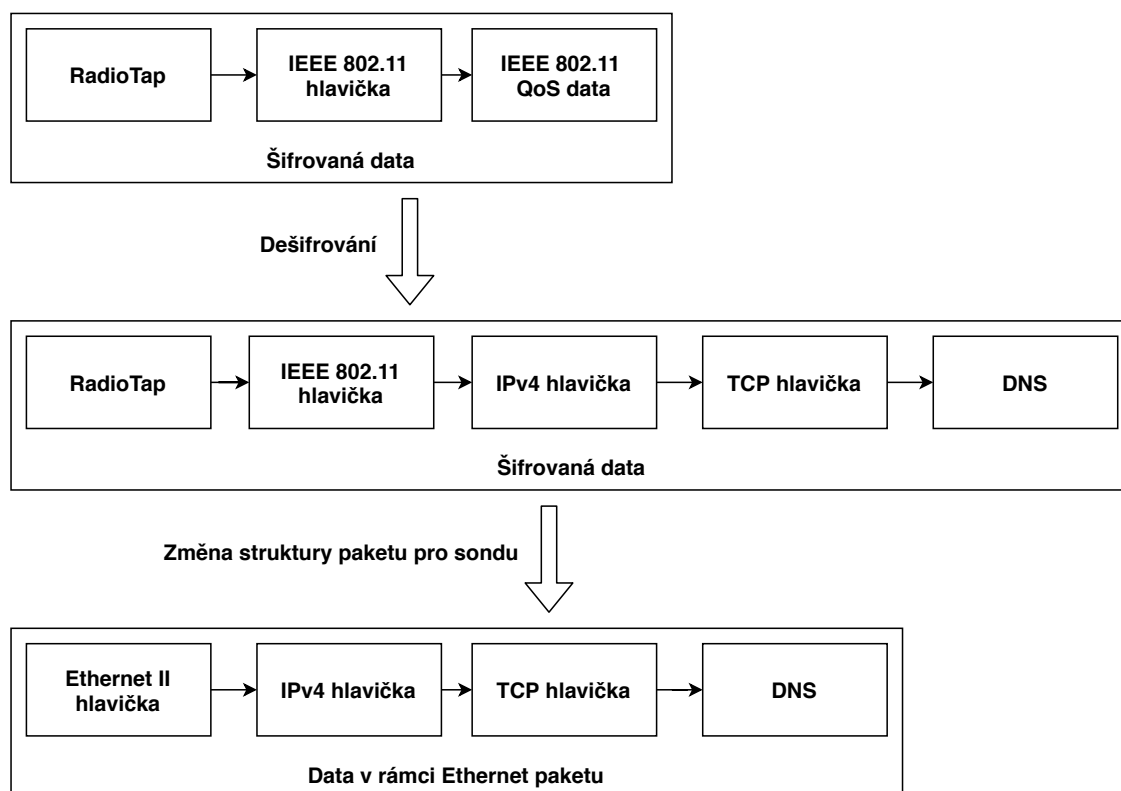 RadioTap
IEEE 802.11
hlavička
IEEE 802.11
QoS data
Šifrovaná data
Dešifrování
RadioTap
IEEE 802.11
hlavička
IPv4 hlavička
TCP hlavička
DNS
Šifrovaná data
Změna struktury paketu pro sondu
Ethernet II
hlavička
IPv4 hlavička
TCP hlavička
DNS
Data v rámci Ethernet paketu